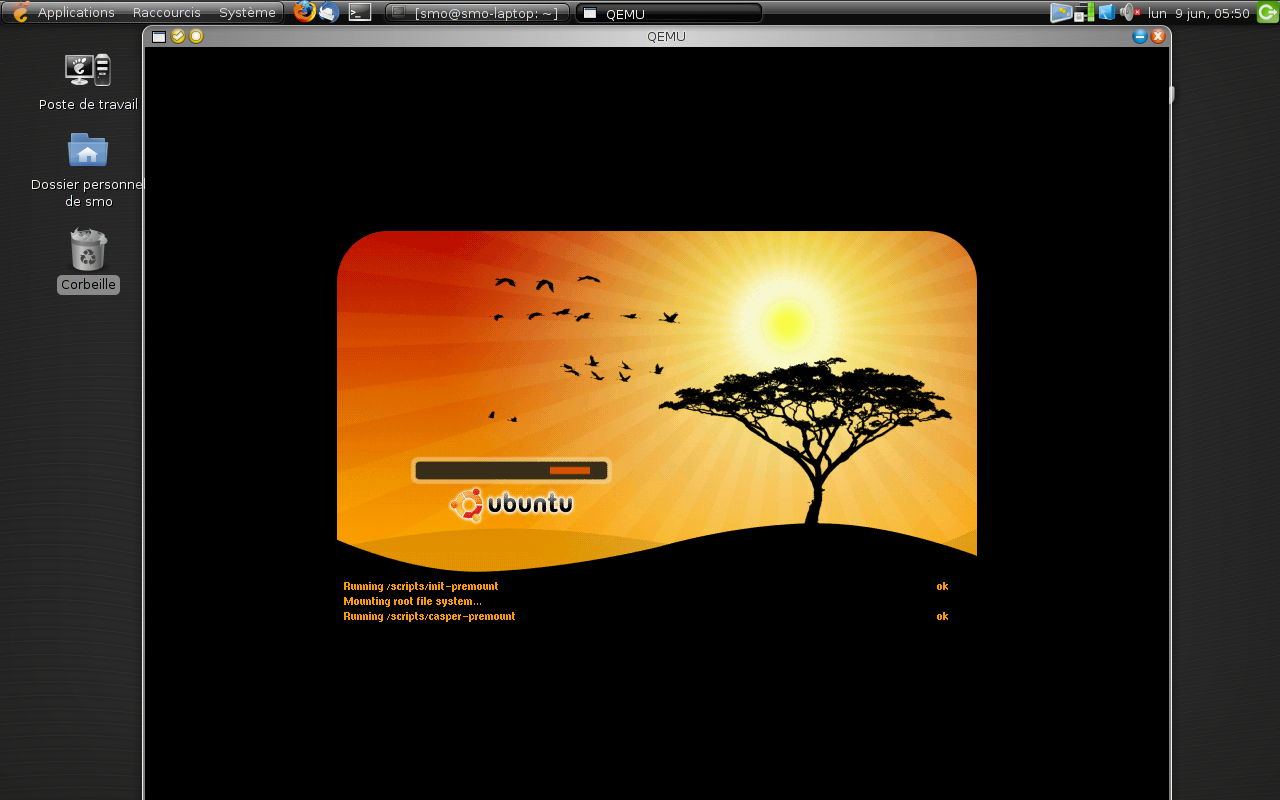 Applications Raccourcis Système [smo@smo-laptop: ~] QEMU lun 9 jun, 05:50
QEMU
Poste de travail
Dossier personne
de smo
Corbeille
ubuntu
Running /scripts/init-premount ok
Mounting root file system...
Running /scripts/casper-premount ok